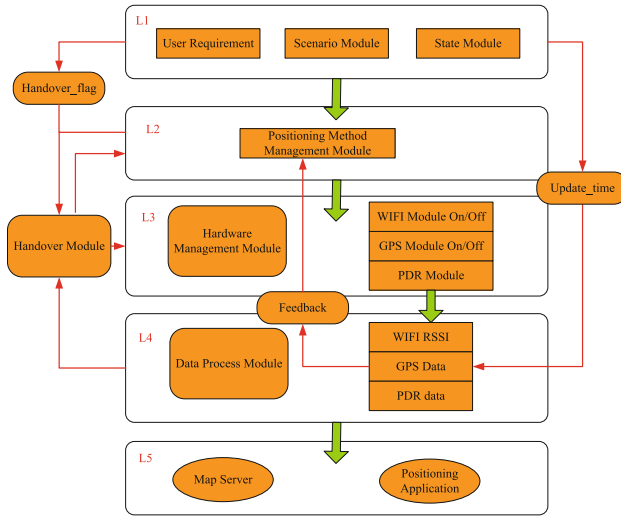 L1
User Requirement
Scenario Module
State Module
Handover_flag
L2
Positioning Method
Management Module
Update_time
L3
Hardware
Management Module
WIFI Module On/Off
GPS Module On/Off
PDR Module
Handover Module
Feedback
L4
Data Process Module
WIFI RSSI
GPS Data
PDR data
L5
Map Server
Positioning
Application